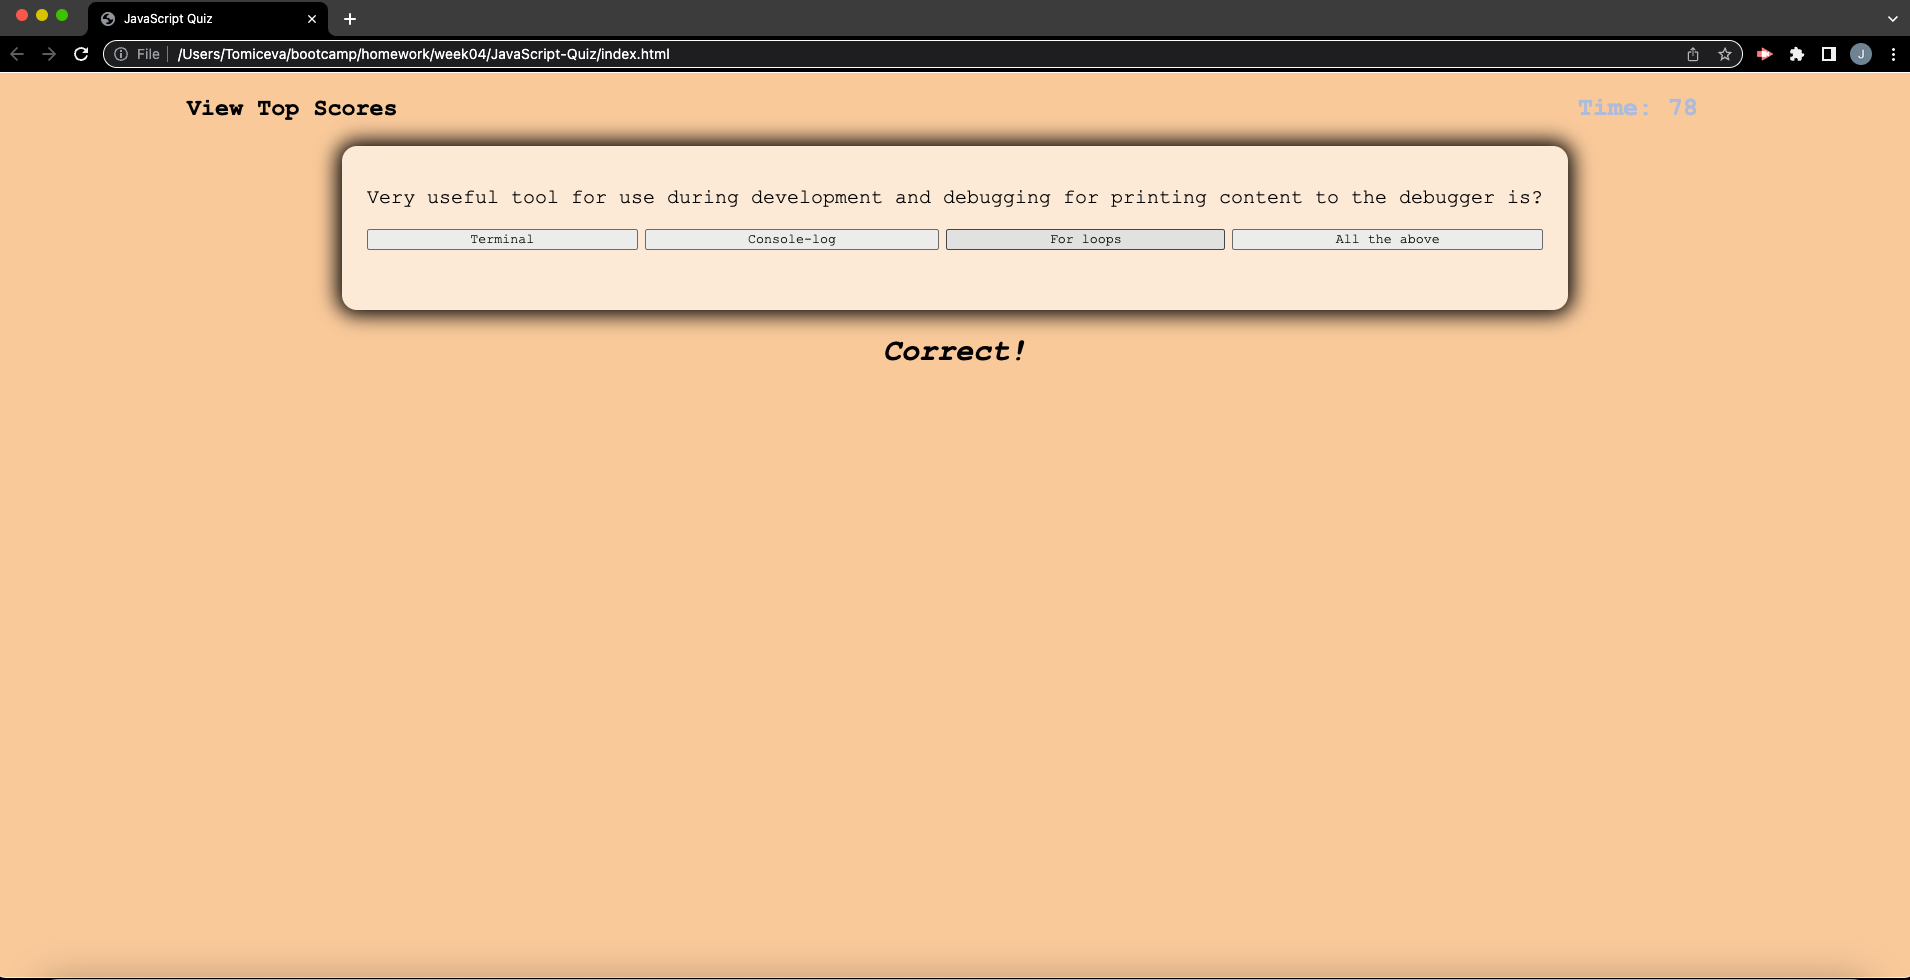 JavaScript Quiz
File /Users/Tomiceva/bootcamp/homework/week04/JavaScript-Quiz/index.html
J
View Top Scores
Time: 78
Very useful tool for use during development and debugging for printing content to the debugger is?
Terminal
Console-log
For loops
All the above
Correct!